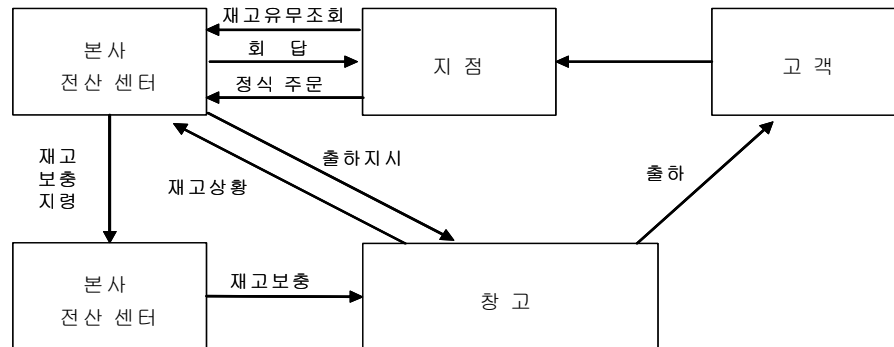 재고유무조회
본사
전산 센터
회 답
지 점
고 객
정식 주문
재고
보충
지령
출하지시
재고상황
출하
본사
전산 센터
재고보충
창 고